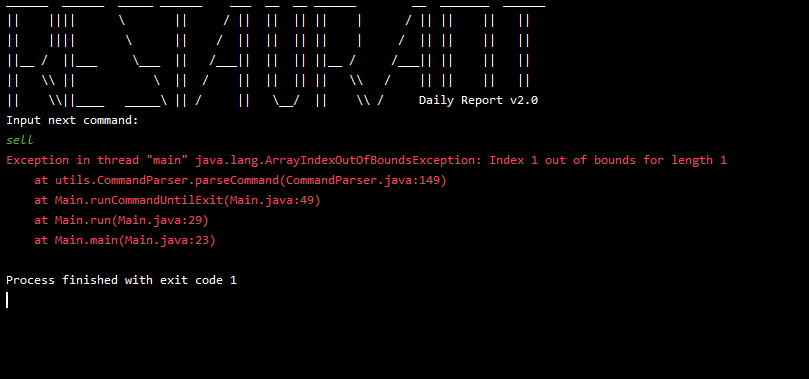 Daily Report v2.0
Input next command:
sell
Exception in thread "main" java.lang.ArrayIndexOutOfBoundsException: Index 1 out of bounds for length 1
at utils.CommandParser.parseCommand(CommandParser.java:149)
at Main.runCommandUntilExit(Main.java:49)
at Main.run(Main.java:29)
at Main.main(Main.java:23)
Process finished with exit code 1